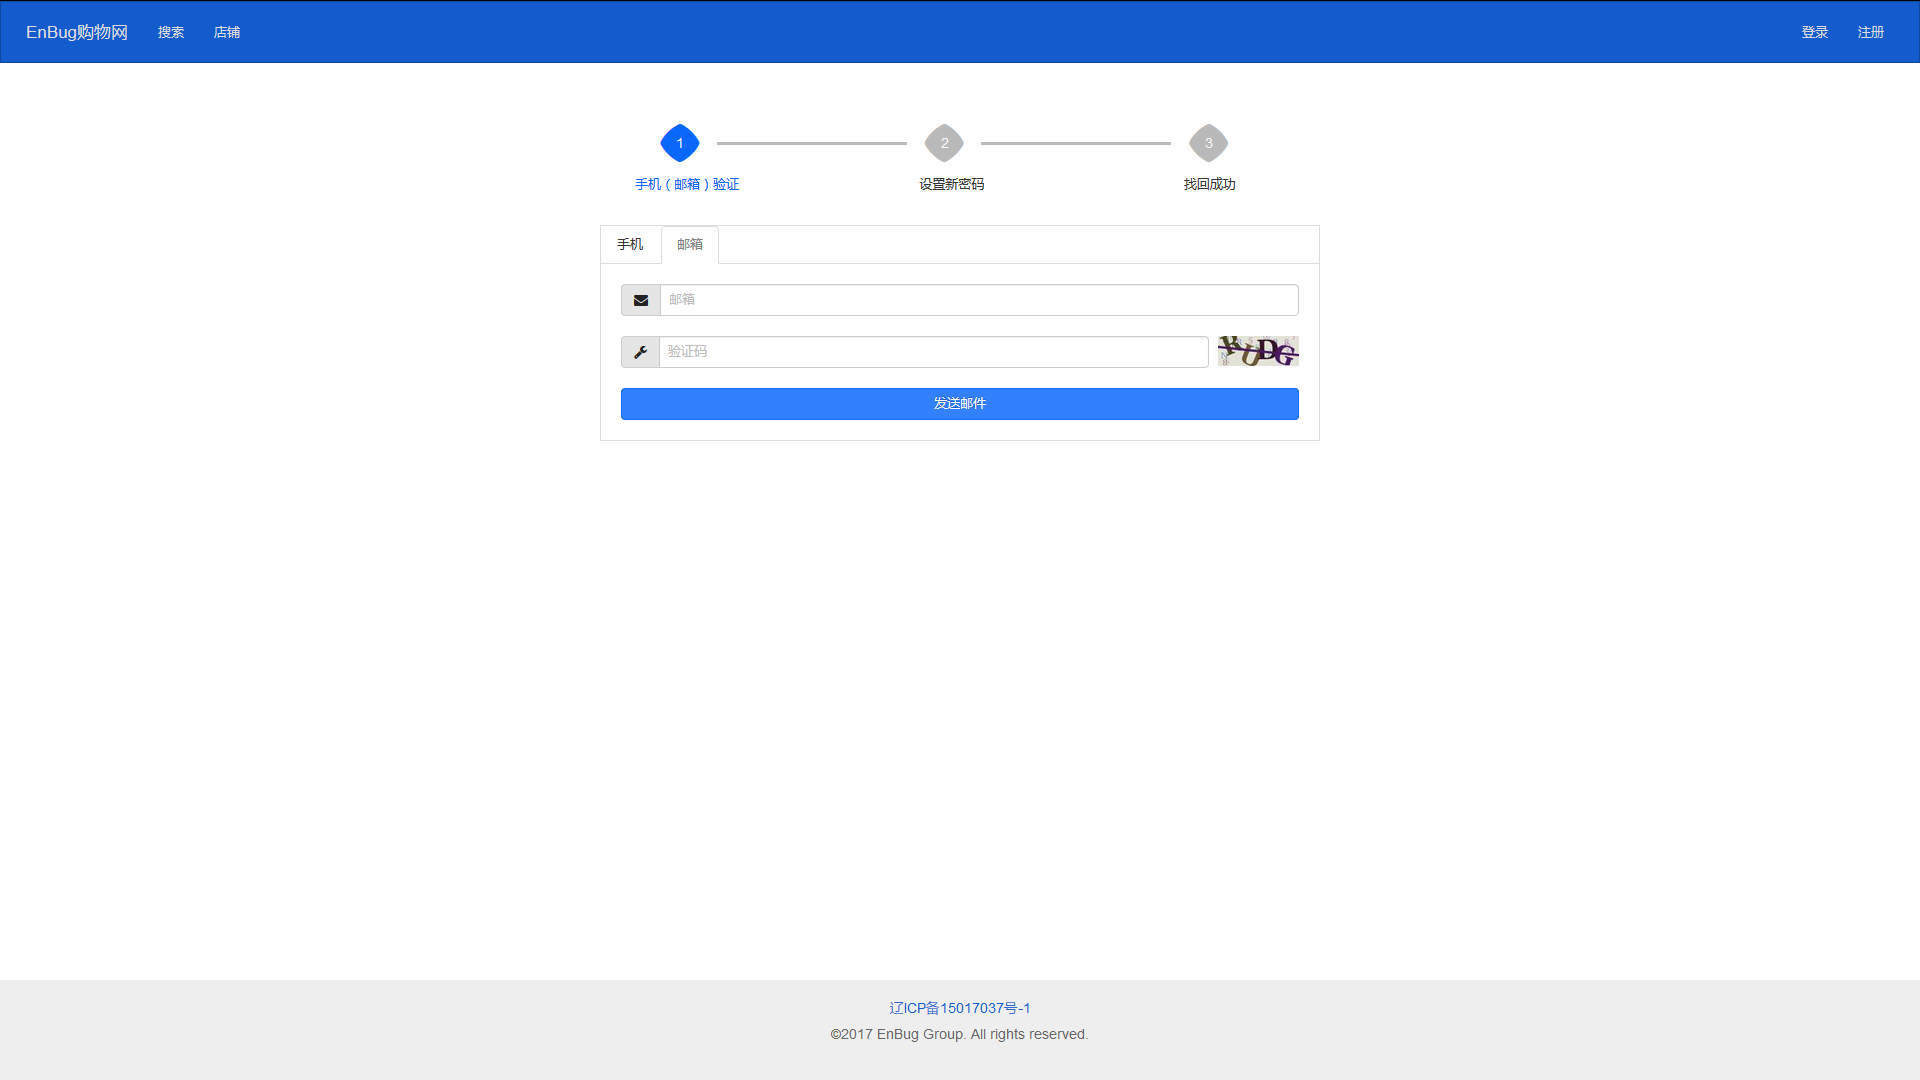 EnBug购物网 搜索 店铺 登录 注册
1 2 3
手机（邮箱）验证 设置新密码 找回成功
手机 邮箱
邮箱
验证码 RUDG
发送邮件
辽ICP备15017037号-1
©2017 EnBug Group. All rights reserved.